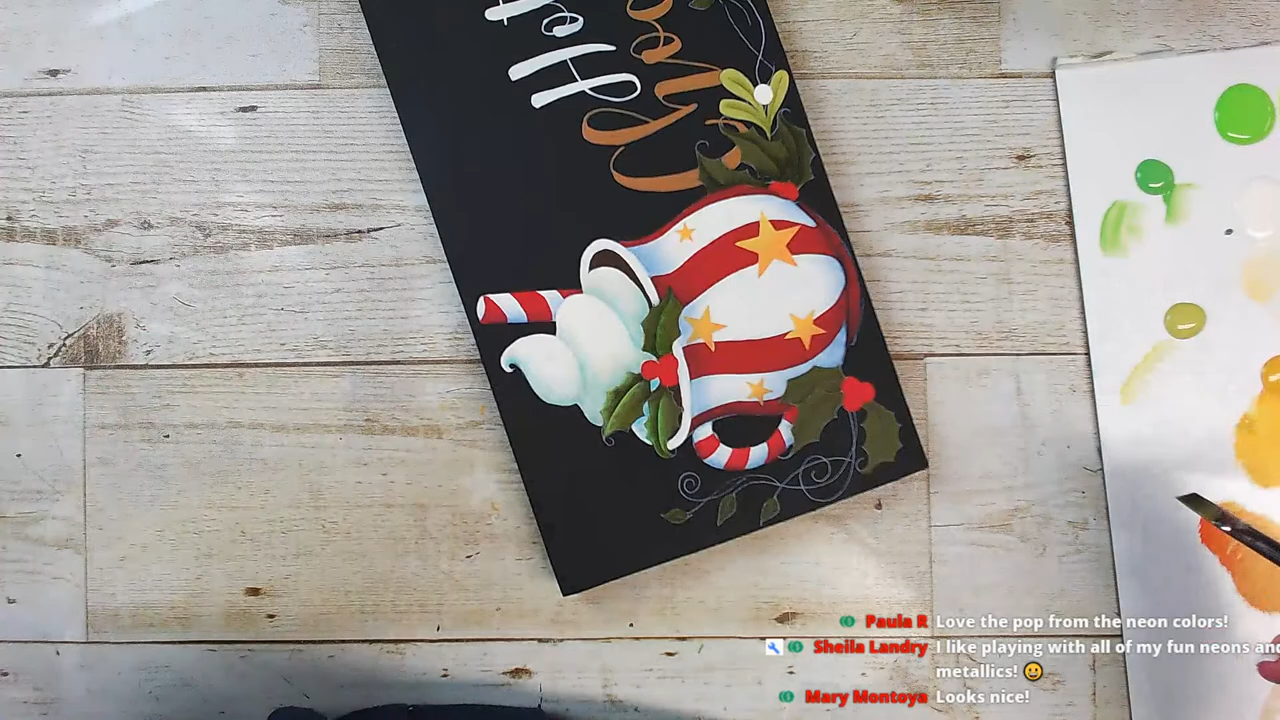 Paula R Love the pop from the neon colors!
Sheila Landry I like playing with all of my fun neons and
metallics! 😀
Mary Montoya Looks nice!